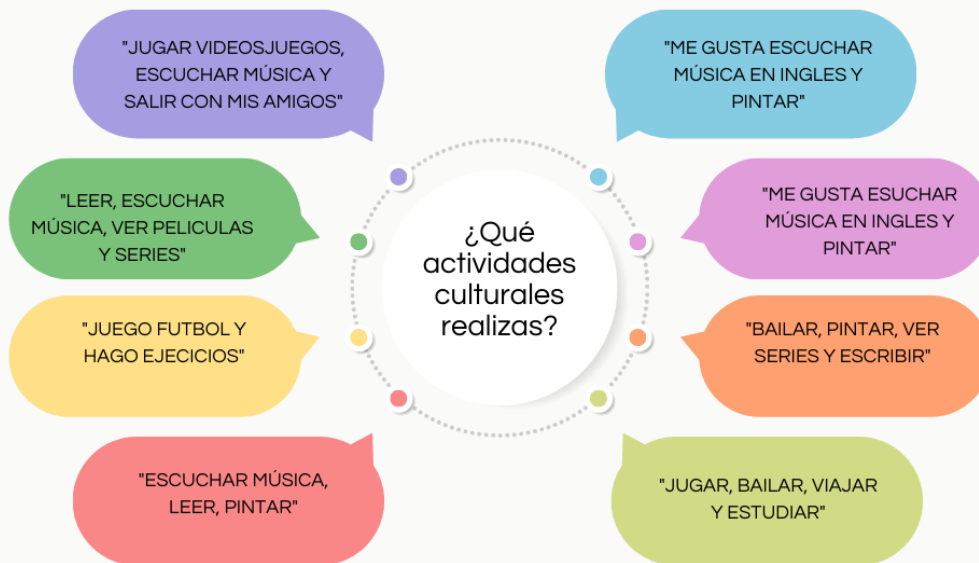 "JUGAR VIDEOSJUEGOS,
ESCUCHAR MÚSICA Y
SALIR CON MIS AMIGOS"
"ME GUSTA ESCUCHAR
MÚSICA EN INGLES Y
PINTAR"
"LEER, ESCUCHAR
MÚSICA, VER PELICULAS
Y SERIES"
"ME GUSTA ESUCHAR
MÚSICA EN INGLES Y
PINTAR"
¿Qué
actividades
culturales
realizas?
"JUEGO FUTBOL Y
HAGO EJECICIOS"
"BAILAR, PINTAR, VER
SERIES Y ESCRIBIR"
"ESCUCHAR MÚSICA,
LEER, PINTAR"
"JUGAR, BAILAR, VIAJAR
Y ESTUDIAR"